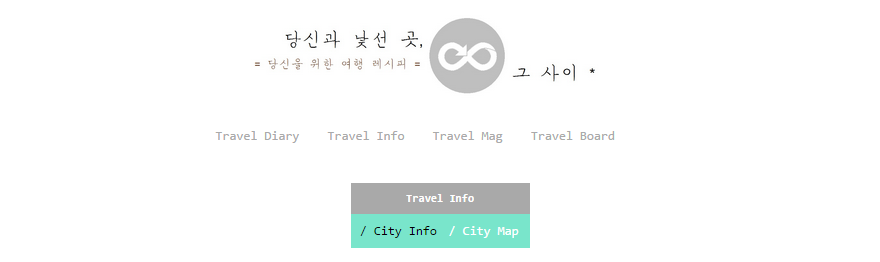 당신과 낯선 곳,
= 당신을 위한 여행 레시피 =
그 사이 *
Travel Diary Travel Info Travel Mag Travel Board
Travel Info
/ City Info / City Map